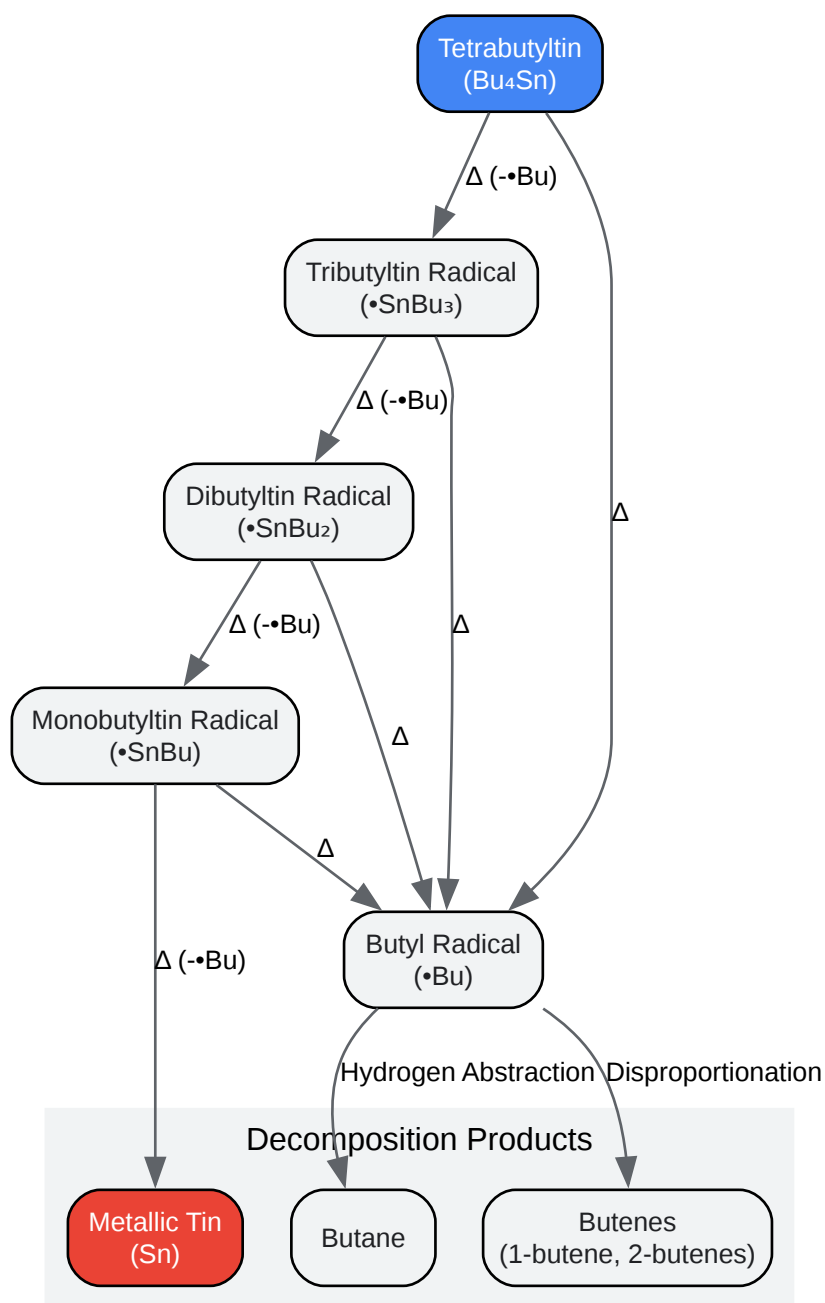 Tetrabutyltin
(Bu₄Sn)
Δ (-•Bu)
Tributyltin Radical
(•SnBu₃)
Δ (-•Bu)
Dibutyltin Radical
(•SnBu₂)
Δ
Δ (-•Bu)
Δ
Monobutyltin Radical
(•SnBu)
Δ
Δ
Butyl Radical
(•Bu)
Δ (-•Bu)
Hydrogen Abstraction
Disproportionation
Decomposition Products
Metallic Tin
(Sn)
Butane
Butenes
(1-butene, 2-butenes)